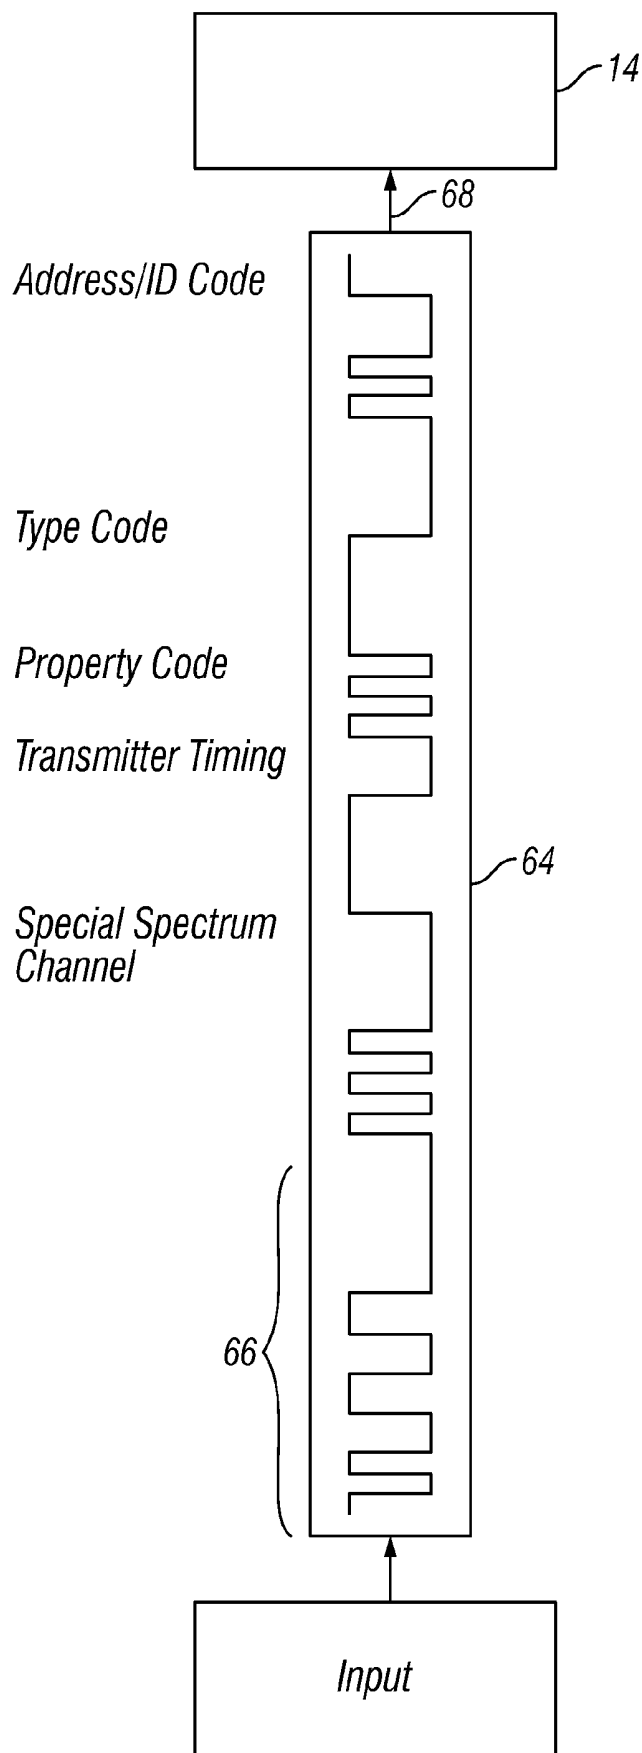 14
68
Address/ID Code
Type Code
Property Code
Transmitter Timing
64
Special Spectrum
Channel
66
Input